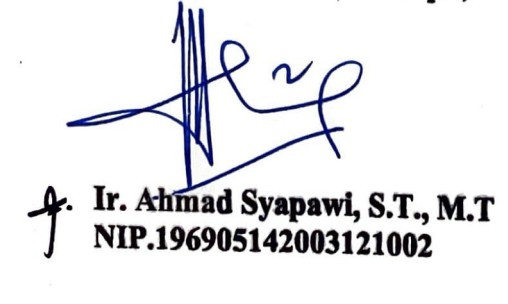 Ir. Ahmad Syapawi, S.T., M.T
NIP.196905142003121002